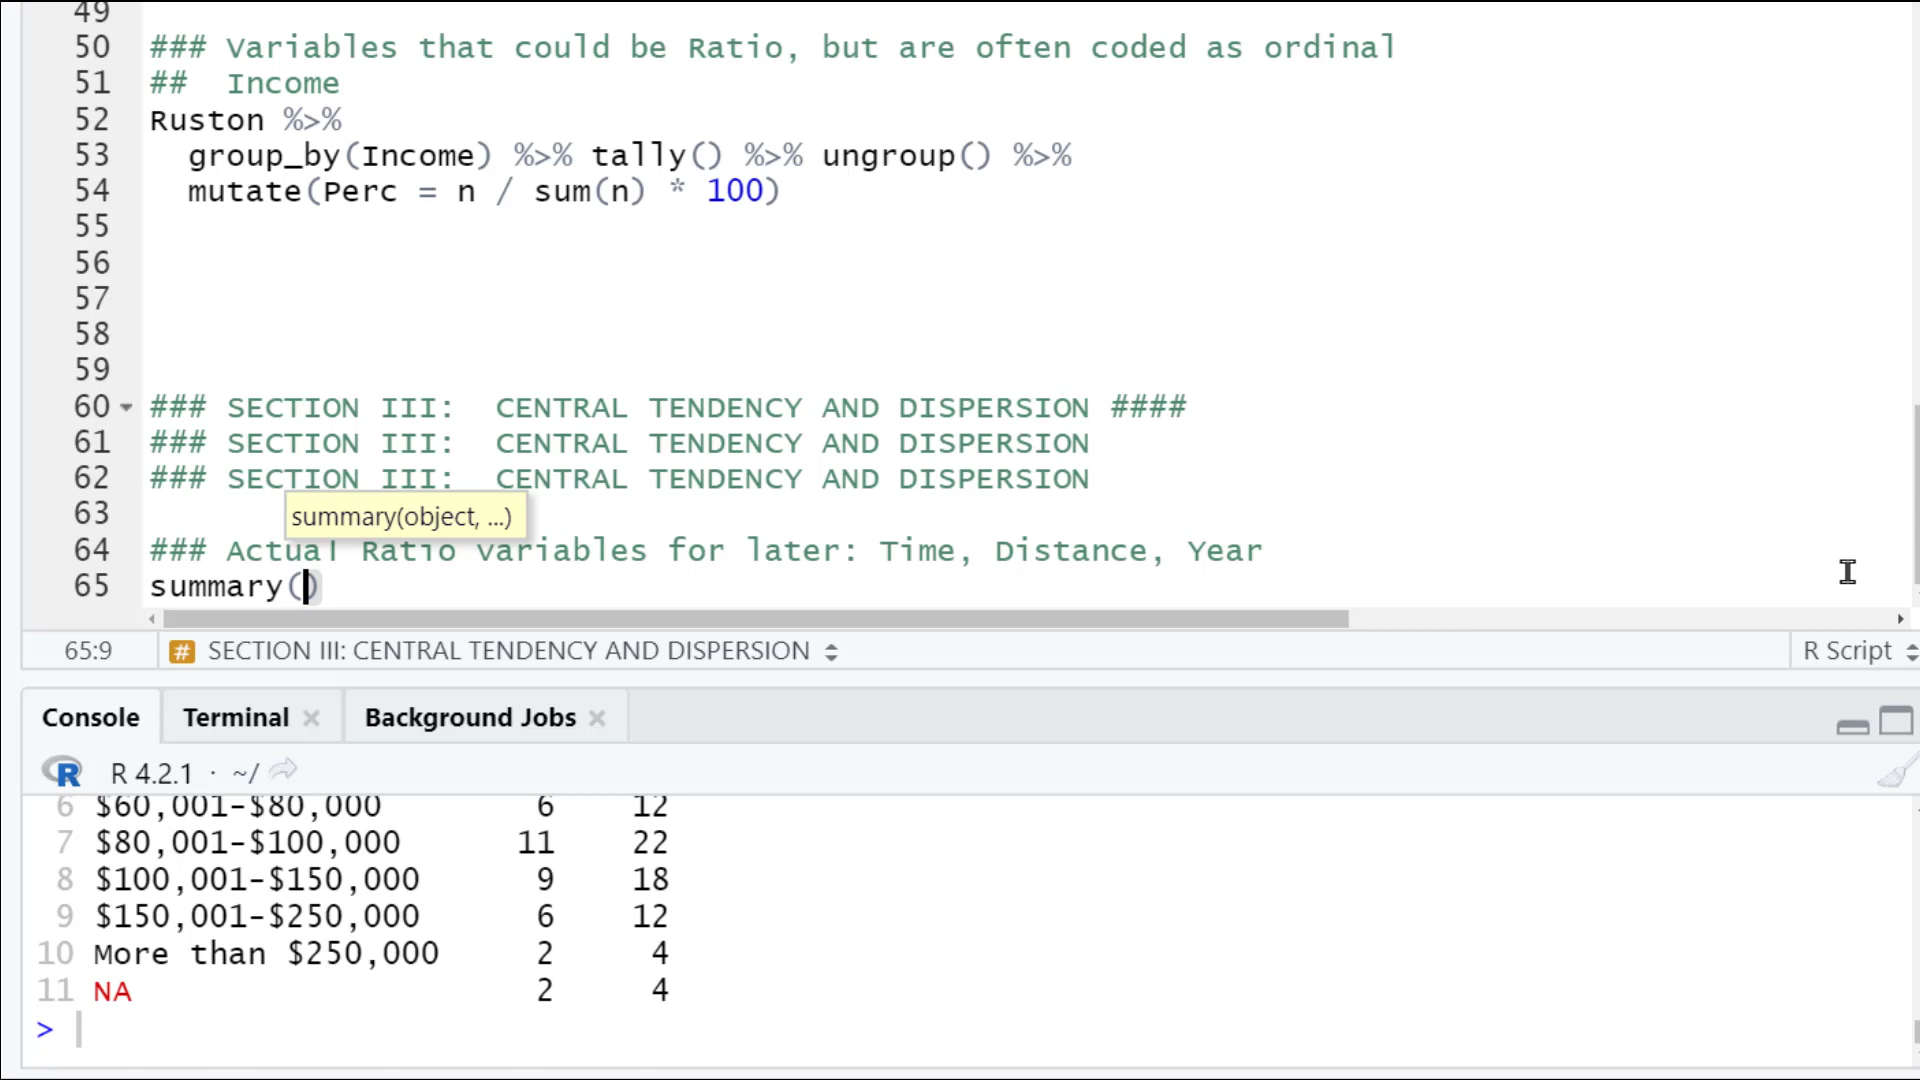 49
50 ### Variables that could be Ratio, but are often coded as ordinal
51 ##  Income
52 Ruston %>%
53   group_by(Income) %>% tally() %>% ungroup() %>%
54   mutate(Perc = n / sum(n) * 100)
55
56
57
58
59
60 ### SECTION III:  CENTRAL TENDENCY AND DISPERSION ####
61 ### SECTION III:  CENTRAL TENDENCY AND DISPERSION
62 ### SECTION III:  CENTRAL TENDENCY AND DISPERSION
63
summary(object, ...)
64 ### Actual Ratio variables for later: Time, Distance, Year
65 summary()
65:9 # SECTION III: CENTRAL TENDENCY AND DISPERSION R Script
Console Terminal Background Jobs
R R 4.2.1 · ~/
6 $60,001-$80,000 6 12
7 $80,001-$100,000 11 22
8 $100,001-$150,000 9 18
9 $150,001-$250,000 6 12
10 More than $250,000 2 4
11 NA 2 4
>